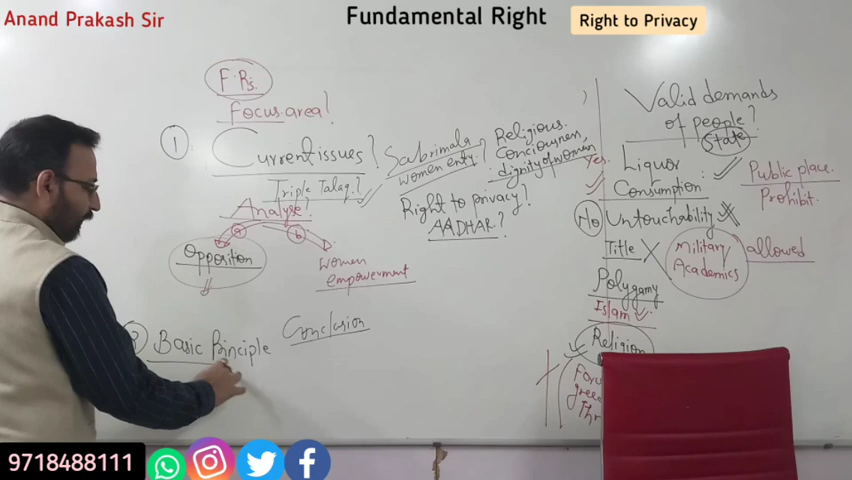 Anand Prakash Sir
Fundamental Right
Right to Privacy
F.Rs.
Focus area?
1.
Current issues?
Triple Talaq?
Analyse?
a
b
Opposition
women
empowerment
Sabrimala
women entry
Religious.
Conciousnen,
dignity of women
Right to privacy?
AADHAR?
2
Basic Principle
Conclusion
Valid demands
of people?
State
Yes.
Liquor
Consumption
Public place.
Prohibit.
No
Untouchability
Title
Military
Academics
allowed
Polygamy
Islam
Religion
9718488111